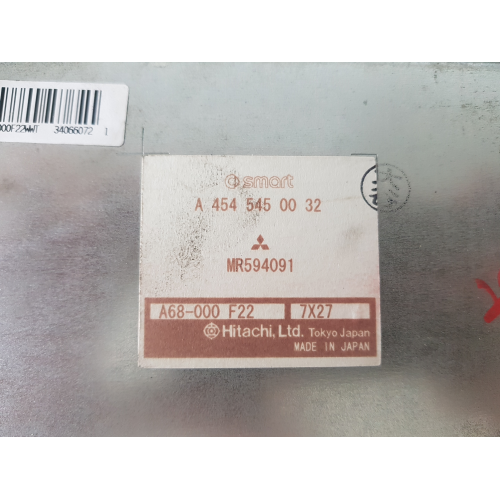 000F22WWT 34066072 1
smart
A 454 545 00 32
MR594091
A68-000 F22 7X27
Hitachi, Ltd. Tokyo Japan
MADE IN JAPAN